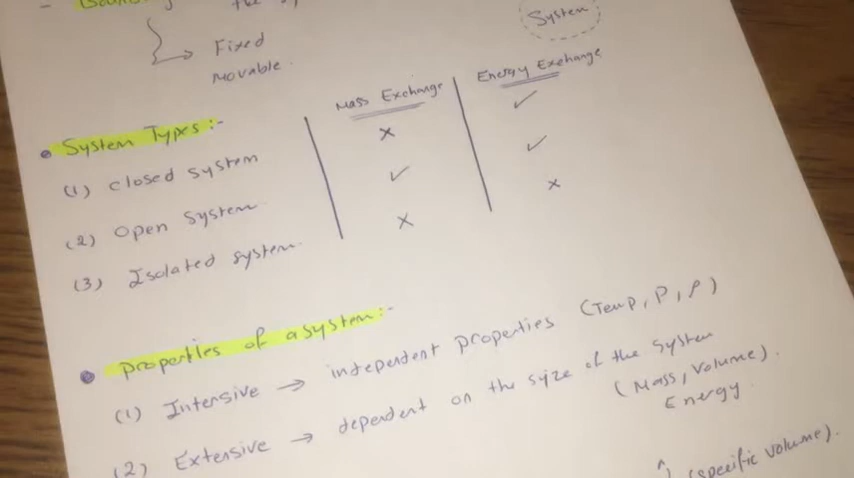 System
Fixed
movable.
Mass Exchange Energy Exchange
System Types:-
(1) closed system × ✓
(2) open system ✓ ✓
(3) Isolated system × ×
properties of a system:-
(1) Intensive → independent properties (Temp, P, ρ)
(2) Extensive → dependent on the syze of the system
(Mass, Volume).
Energy.
(specific volume).